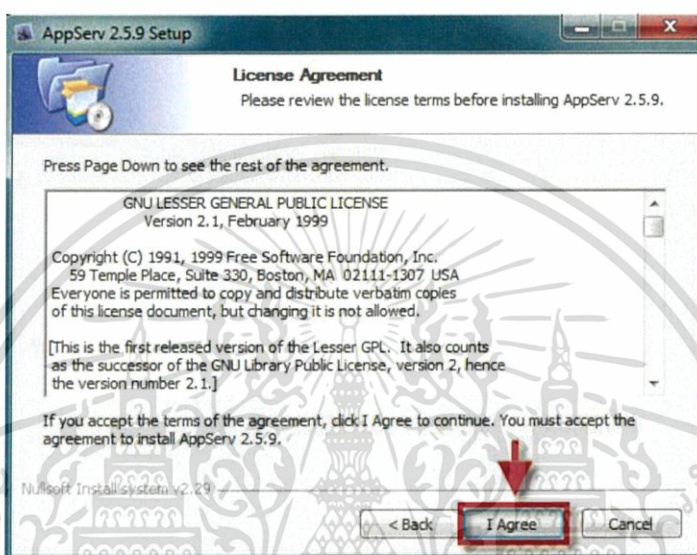 AppServ 2.5.9 Setup
License Agreement
Please review the license terms before installing AppServ 2.5.9.
Press Page Down to see the rest of the agreement.
GNU LESSER GENERAL PUBLIC LICENSE
Version 2.1, February 1999
Copyright (C) 1991, 1999 Free Software Foundation, Inc.
59 Temple Place, Suite 330, Boston, MA 02111-1307 USA
Everyone is permitted to copy and distribute verbatim copies
of this license document, but changing it is not allowed.
[This is the first released version of the Lesser GPL. It also counts
as the successor of the GNU Library Public License, version 2, hence
the version number 2.1.]
If you accept the terms of the agreement, click I Agree to continue. You must accept the
agreement to install AppServ 2.5.9.
Nullsoft Install system v2.29
< Back
I Agree
Cancel